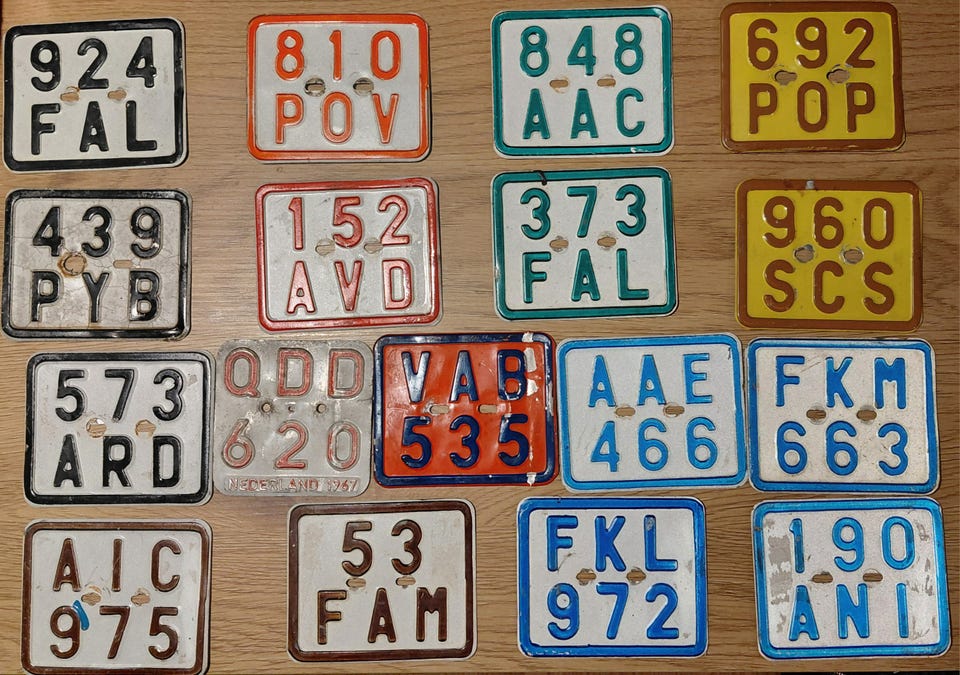 924
FAL
810
POV
848
AAC
692
POP
439
PYB
152
AVD
373
FAL
960
SCS
573
ARD
QDD
620
NEDERLAND 1967
VAB
535
AAE
466
FKM
663
AIC
975
53
FAM
FKL
972
190
ANI